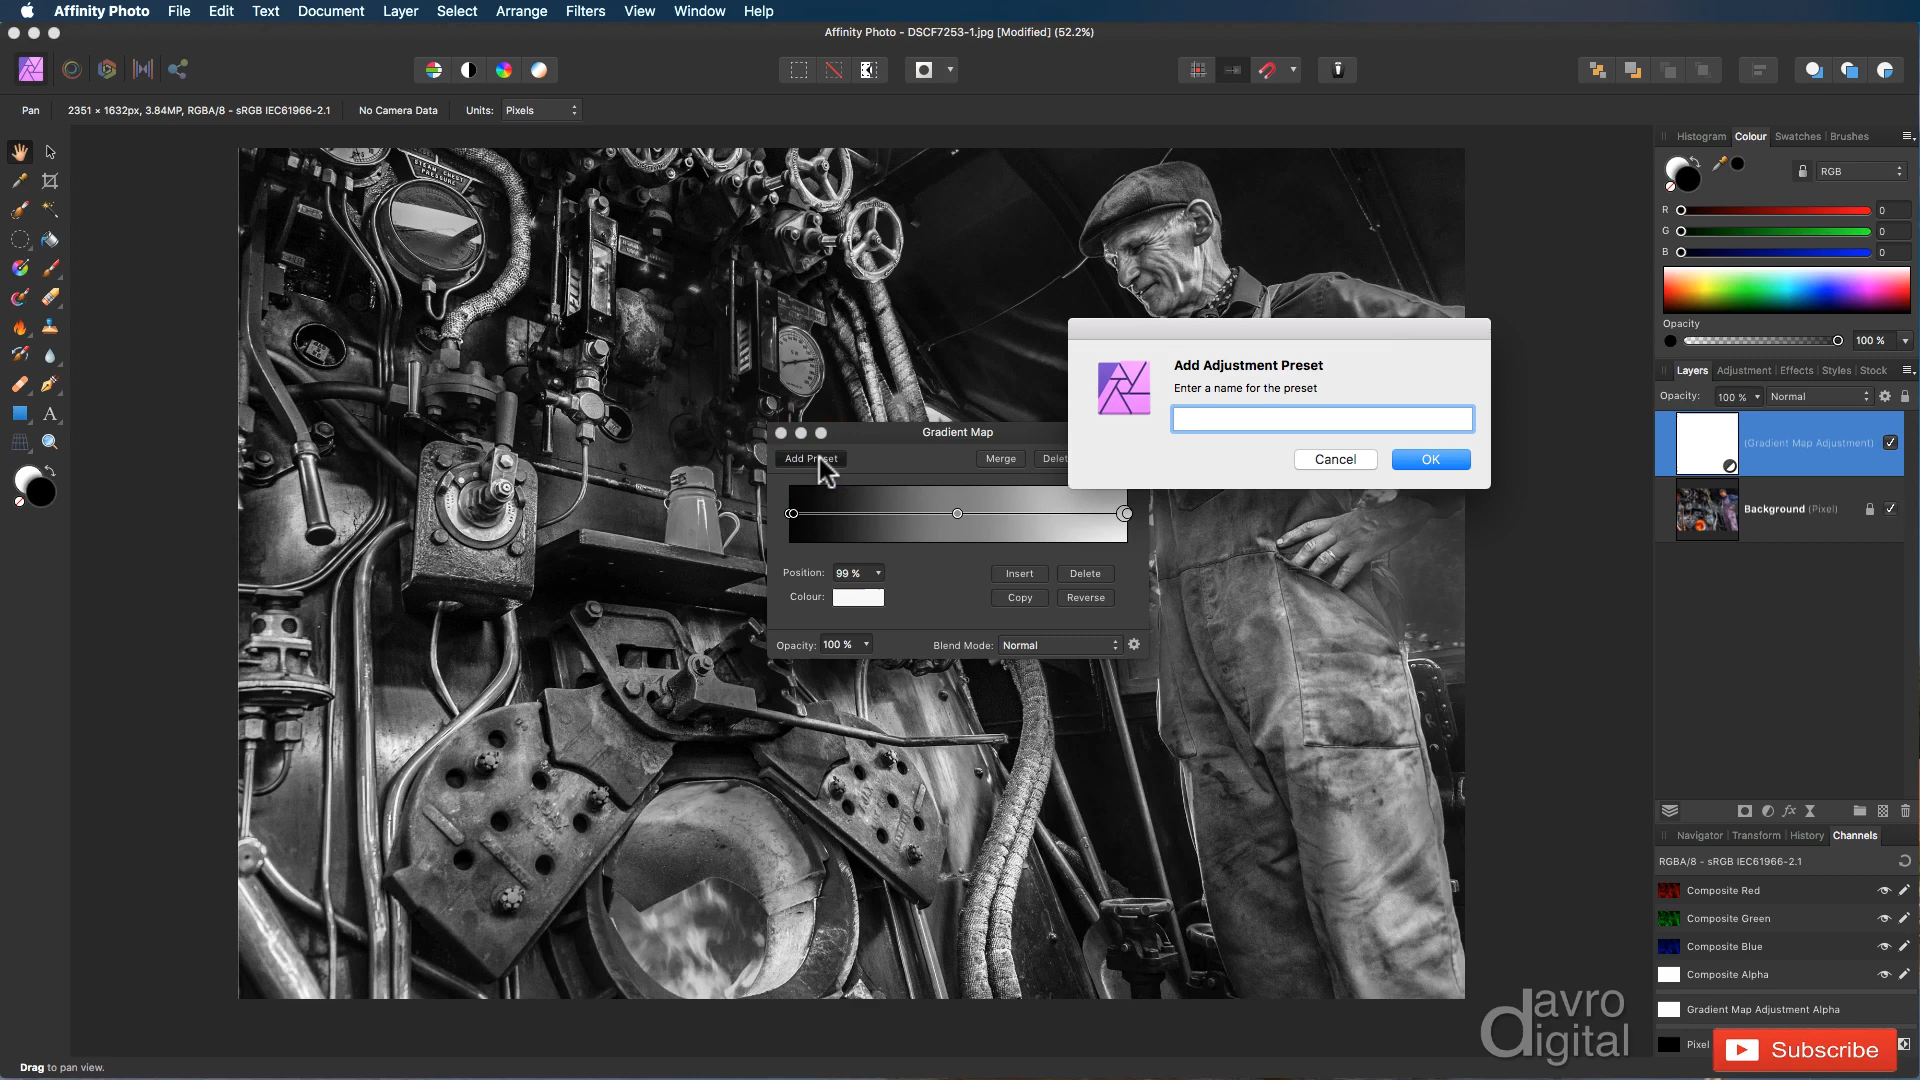 Affinity Photo File Edit Text Document Layer Select Arrange Filters View Window Help
Affinity Photo - DSCF7253-1.jpg [Modified] (52.2%)
Pan 2351 × 1632px, 3.84MP, RGBA/8 - sRGB IEC61966-2.1 No Camera Data Units: Pixels
Histogram Colour Swatches Brushes
RGB
R 0
G 0
B 0
Opacity
100 %
Layers Adjustment Effects Styles Stock
Opacity: 100 % Normal
(Gradient Map Adjustment)
Background (Pixel)
STEAM CHEST
PRESSURE
Add Adjustment Preset
Enter a name for the preset
Cancel OK
Gradient Map
Add Preset Merge
Position: 99 % Insert Delete
Colour: Copy Reverse
Opacity: 100 % Blend Mode: Normal
Navigator Transform History Channels
RGBA/8 - sRGB IEC61966-2.1
Composite Red
Composite Green
Composite Blue
Composite Alpha
Gradient Map Adjustment Alpha
Pixel
davro
digital
Subscribe
Drag to pan view.